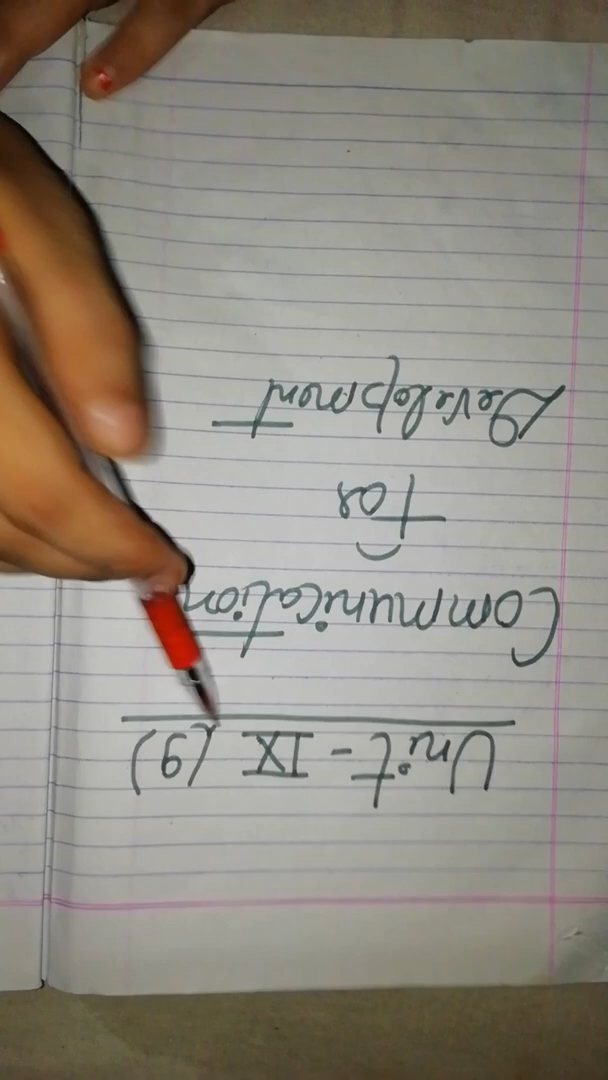 Unit - IX (9)
Communication
for
Development